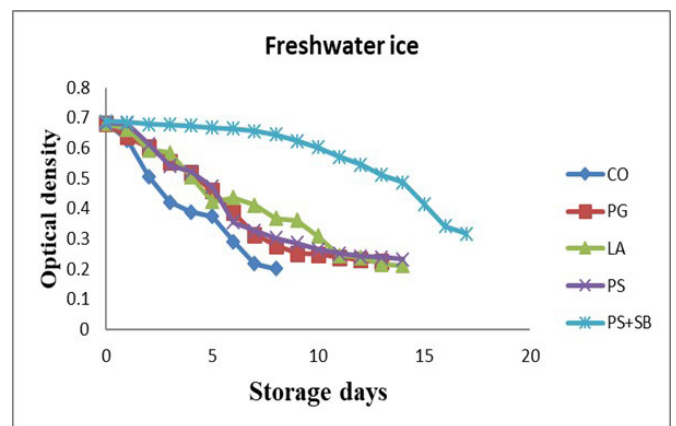 Freshwater ice
Optical density
0.8
0.7
0.6
0.5
0.4
0.3
0.2
0.1
0
0 5 10 15 20
Storage days
CO
PG
LA
PS
PS+SB